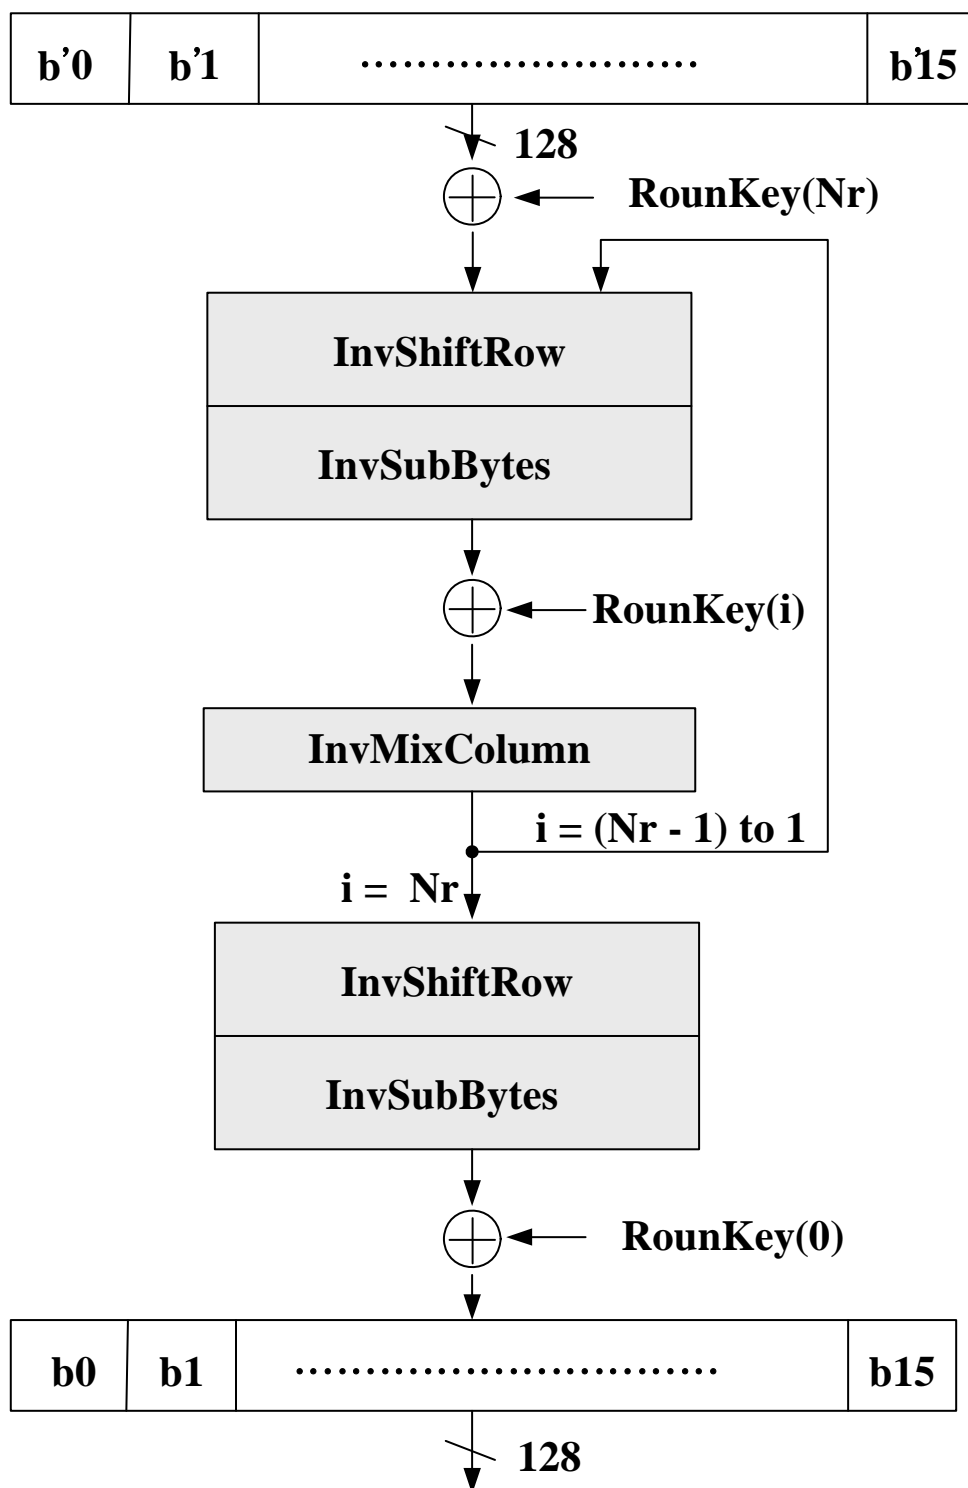 b'0 b'1 ........................ b'15
128
RounKey(Nr)
InvShiftRow
InvSubBytes
RounKey(i)
InvMixColumn
i = (Nr - 1) to 1
i = Nr
InvShiftRow
InvSubBytes
RounKey(0)
b0 b1 .............................. b15
128